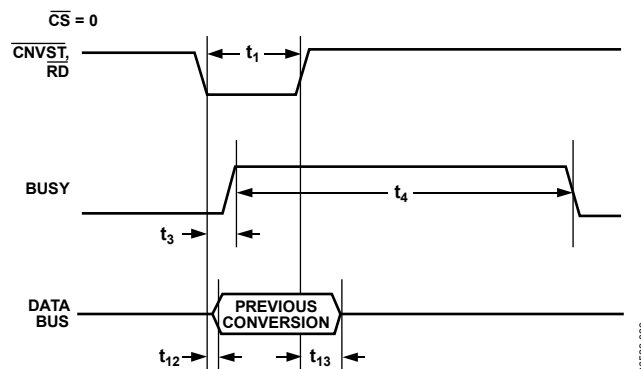 CS = 0
CNVST,
RD
t1
BUSY
t4
t3
DATA
BUS
PREVIOUS
CONVERSION
t12
t13